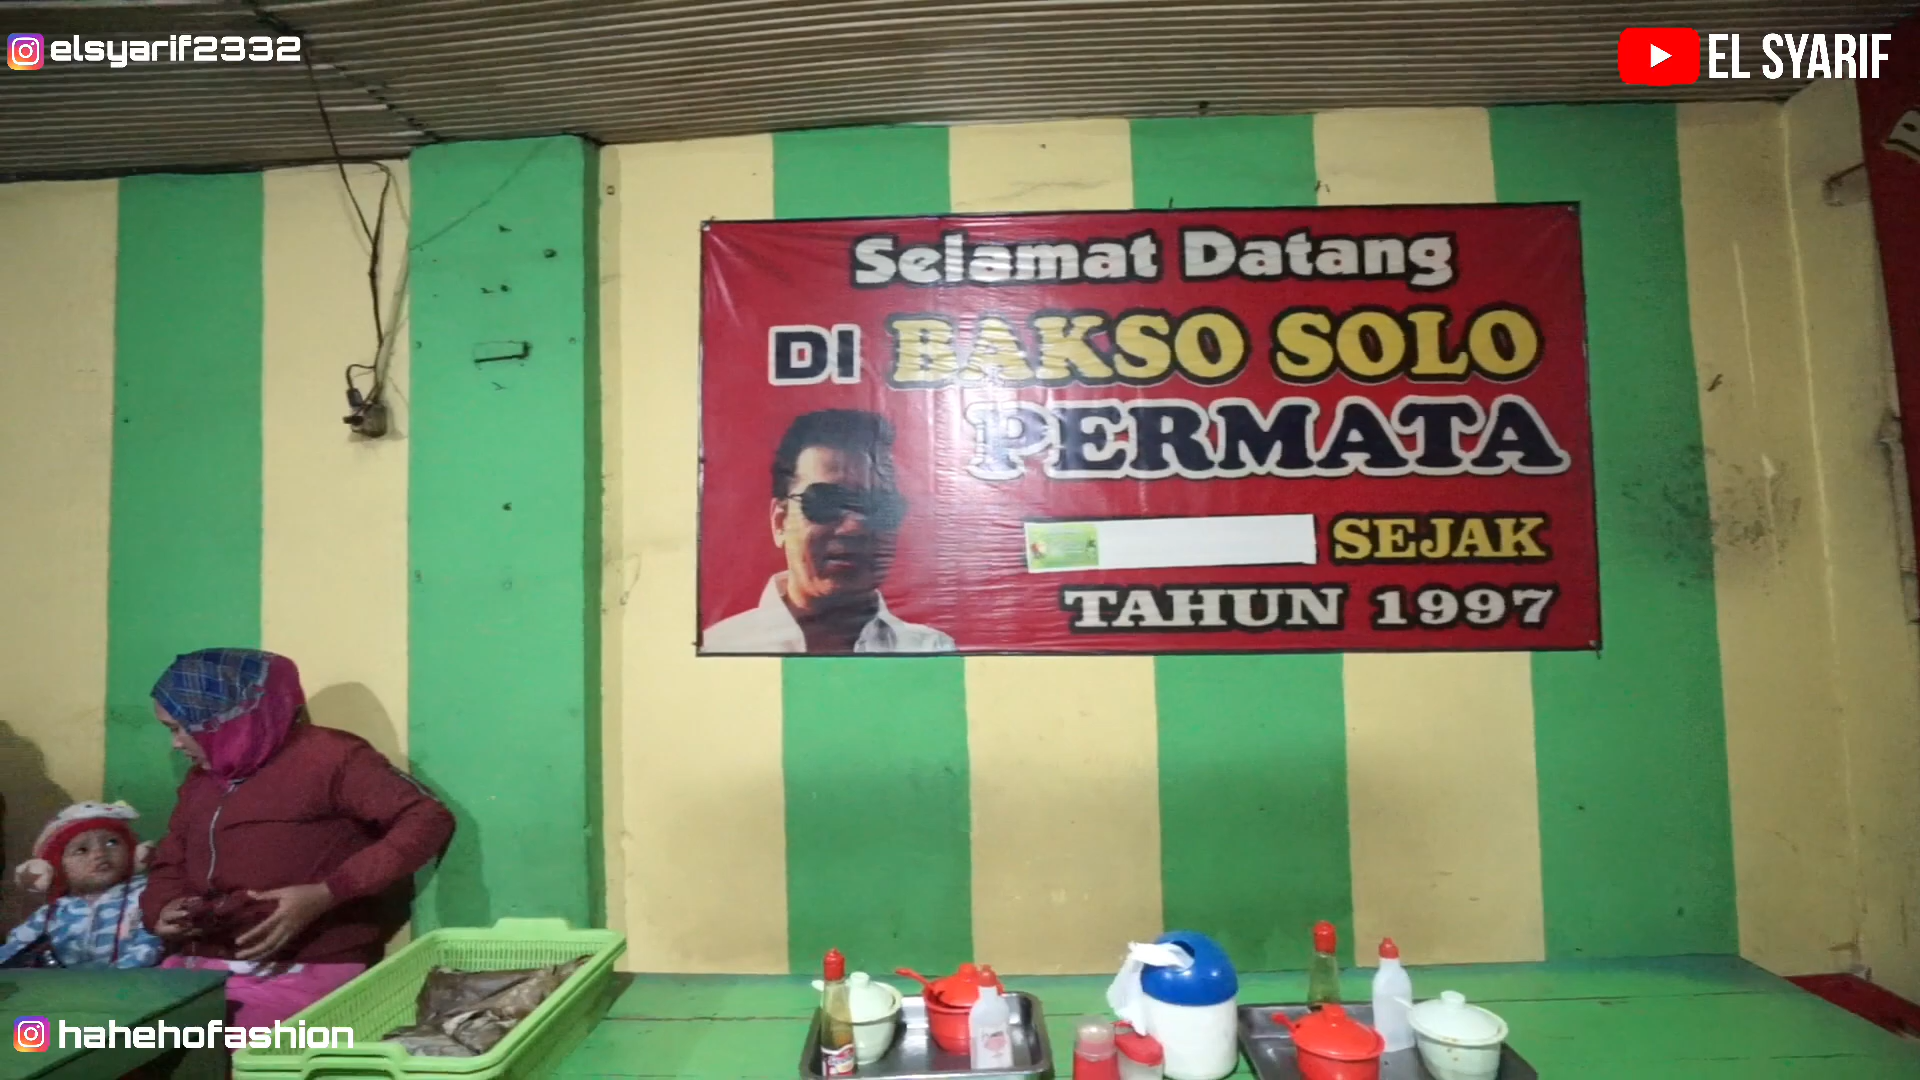 elsyarif2332
EL SYARIF
Selamat Datang
DI BAKSO SOLO
PERMATA
SEJAK
TAHUN 1997
hahehofashion